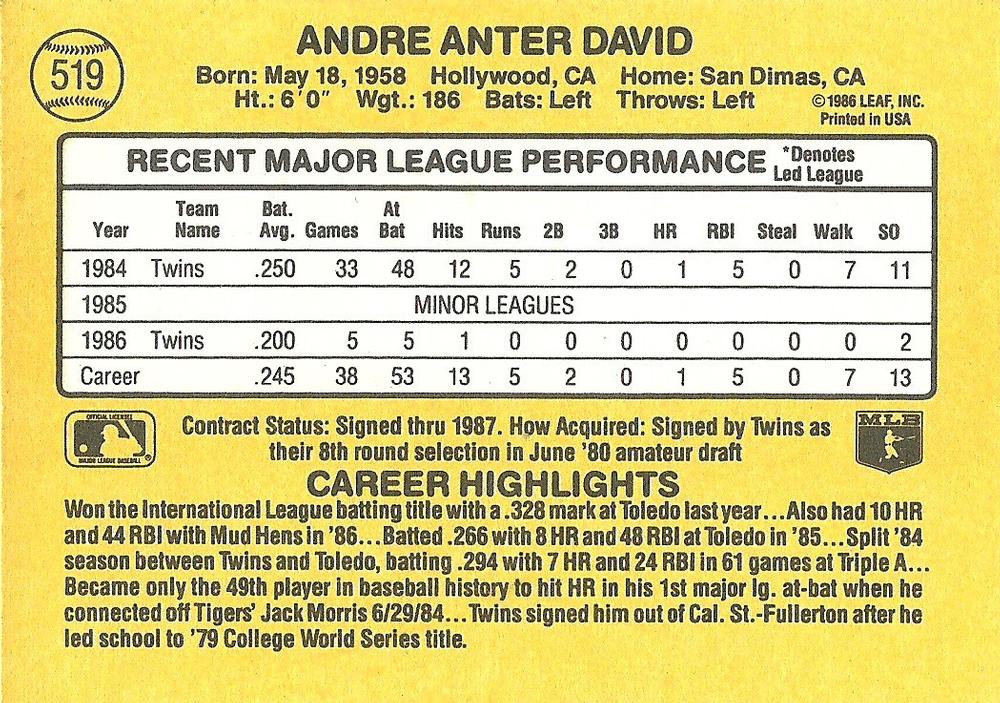 519
ANDRE ANTER DAVID
Born: May 18, 1958 Hollywood, CA Home: San Dimas, CA
Ht.: 6'0" Wgt.: 186 Bats: Left Throws: Left
©1986 LEAF, INC.
Printed in USA
RECENT MAJOR LEAGUE PERFORMANCE *Denotes
Led League
Year Team Name Bat. Avg. Games At Bat Hits Runs 2B 3B HR RBI Steal Walk SO
1984 Twins .250 33 48 12 5 2 0 1 5 0 7 11
1985 MINOR LEAGUES
1986 Twins .200 5 5 1 0 0 0 0 0 0 0 2
Career .245 38 53 13 5 2 0 1 5 0 7 13
OFFICIAL LICENSEE
MAJOR LEAGUE BASEBALL
®
Contract Status: Signed thru 1987. How Acquired: Signed by Twins as
their 8th round selection in June '80 amateur draft
MLB
CAREER HIGHLIGHTS
Won the International League batting title with a .328 mark at Toledo last year...Also had 10 HR
and 44 RBI with Mud Hens in '86...Batted .266 with 8 HR and 48 RBI at Toledo in '85...Split '84
season between Twins and Toledo, batting .294 with 7 HR and 24 RBI in 61 games at Triple A...
Became only the 49th player in baseball history to hit HR in his 1st major lg. at-bat when he
connected off Tigers' Jack Morris 6/29/84...Twins signed him out of Cal. St.-Fullerton after he
led school to '79 College World Series title.